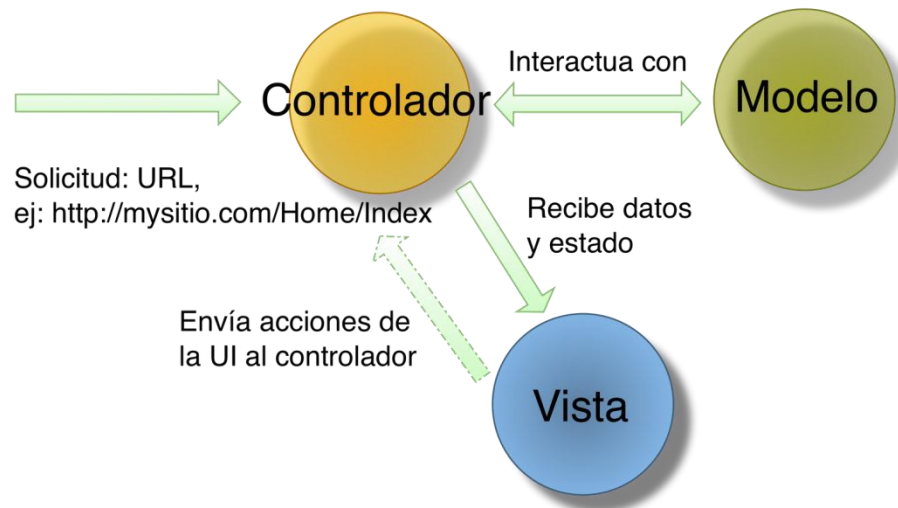 Controlador
Interactua con
Modelo
Solicitud: URL,
ej: http://mysitio.com/Home/Index
Recibe datos
y estado
Envía acciones de
la UI al controlador
Vista